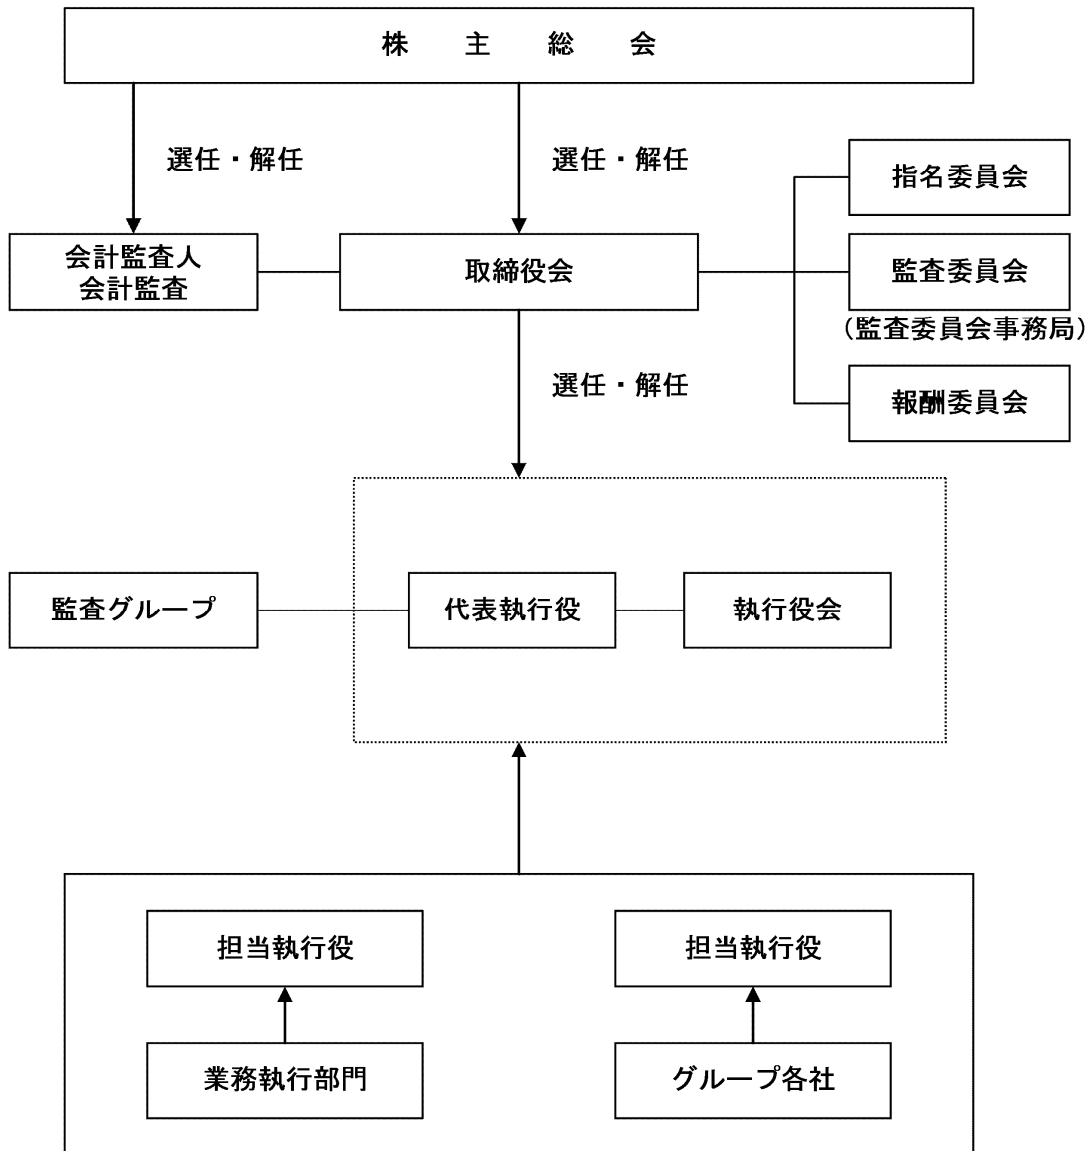 株主総会
選任・解任
選任・解任
指名委員会
会計監査人
会計監査
取締役会
監査委員会
（監査委員会事務局）
選任・解任
報酬委員会
監査グループ
代表執行役
執行役会
担当執行役
担当執行役
業務執行部門
グループ各社